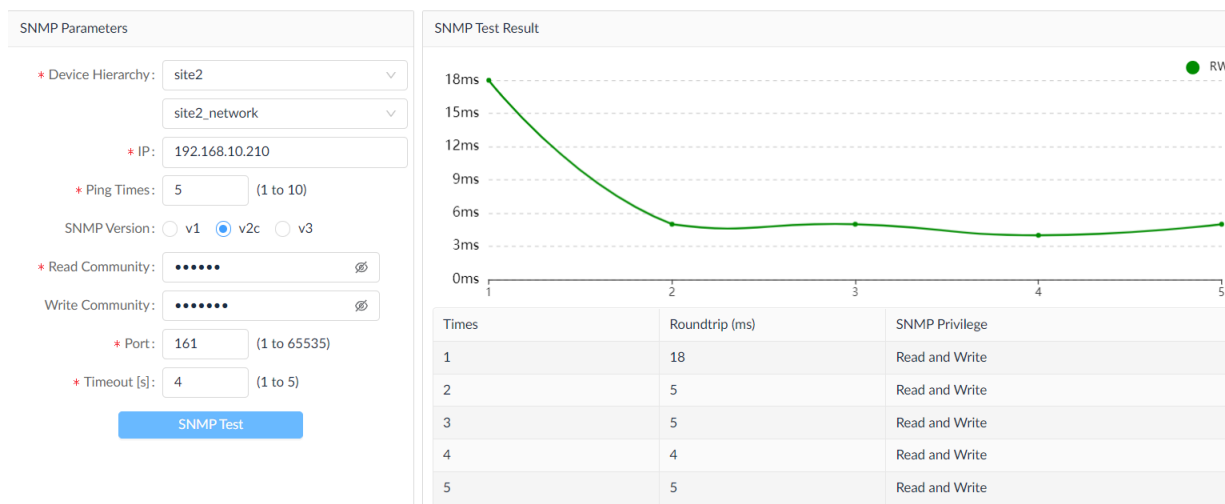 SNMP Parameters
* Device Hierarchy: site2
site2_network
* IP: 192.168.10.210
* Ping Times: 5 (1 to 10)
SNMP Version: v1 v2c v3
* Read Community: ••••••
Write Community: •••••••
* Port: 161 (1 to 65535)
* Timeout [s]: 4 (1 to 5)
SNMP Test
SNMP Test Result
RW
18ms
15ms
12ms
9ms
6ms
3ms
0ms
1 2 3 4 5
Times Roundtrip (ms) SNMP Privilege
1 18 Read and Write
2 5 Read and Write
3 5 Read and Write
4 4 Read and Write
5 5 Read and Write